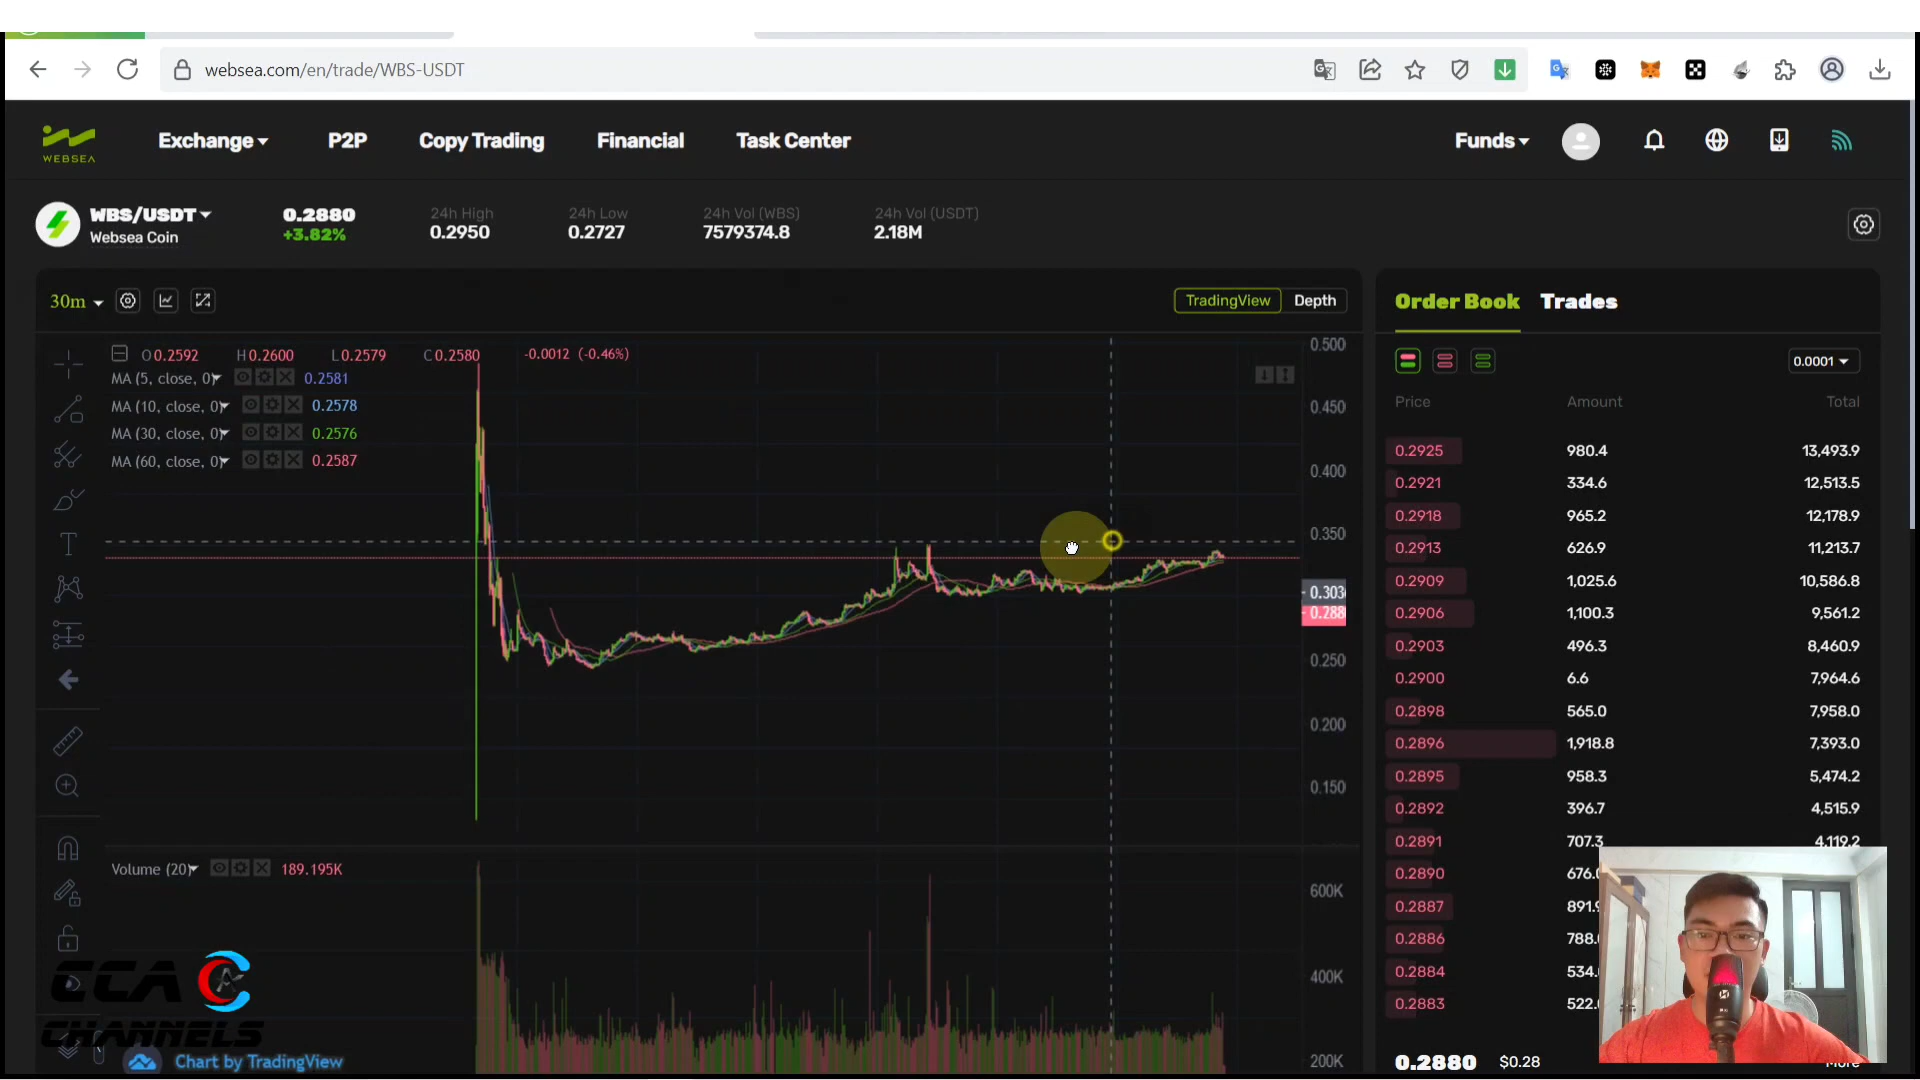 websea.com/en/trade/WBS-USDT
WEBSEA
Exchange
P2P
Copy Trading
Financial
Task Center
Funds
WBS/USDT
Websea Coin
0.2880
+3.82%
24h High
0.2950
24h Low
0.2727
24h Vol (WBS)
7579374.8
24h Vol (USDT)
2.18M
30m
TradingView
Depth
O0.2592 H0.2600 L0.2579 C0.2580 -0.0012 (-0.46%)
MA (5, close, 0) 0.2581
MA (10, close, 0) 0.2578
MA (30, close, 0) 0.2576
MA (60, close, 0) 0.2587
0.500
0.450
0.400
0.350
0.303
0.288
0.250
0.200
0.150
Volume (20) 189.195K
600K
400K
200K
CCA
CHANNELS
Chart by TradingView
Order Book
Trades
0.0001
Price Amount Total
0.2925 980.4 13,493.9
0.2921 334.6 12,513.5
0.2918 965.2 12,178.9
0.2913 626.9 11,213.7
0.2909 1,025.6 10,586.8
0.2906 1,100.3 9,561.2
0.2903 496.3 8,460.9
0.2900 6.6 7,964.6
0.2898 565.0 7,958.0
0.2896 1,918.8 7,393.0
0.2895 958.3 5,474.2
0.2892 396.7 4,515.9
0.2891 707.3 4,119.2
0.2890 676.
0.2887 891.
0.2886 788.
0.2884 534.
0.2883 522.
0.2880 $0.28